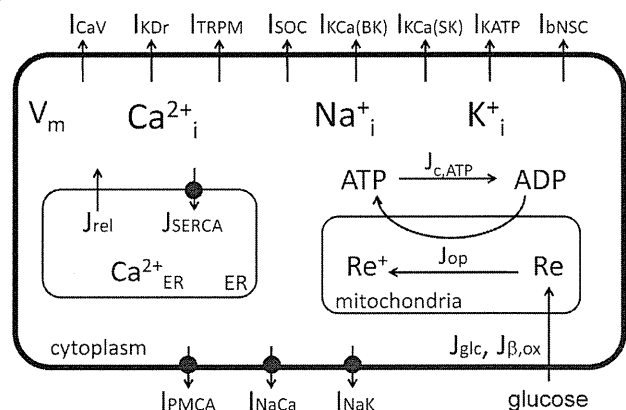 ICaV IKDr ITRPM ISOC IKCa(BK) IKCa(SK) IKATP IbNSC
Vm Ca2+i Na+i K+i
Jc,ATP
ATP ADP
Jrel JSERCA
Jop
Re+ Re
Ca2+ER ER
mitochondria
cytoplasm Jglc, Jβ,ox
IPMCA INaCa INaK glucose